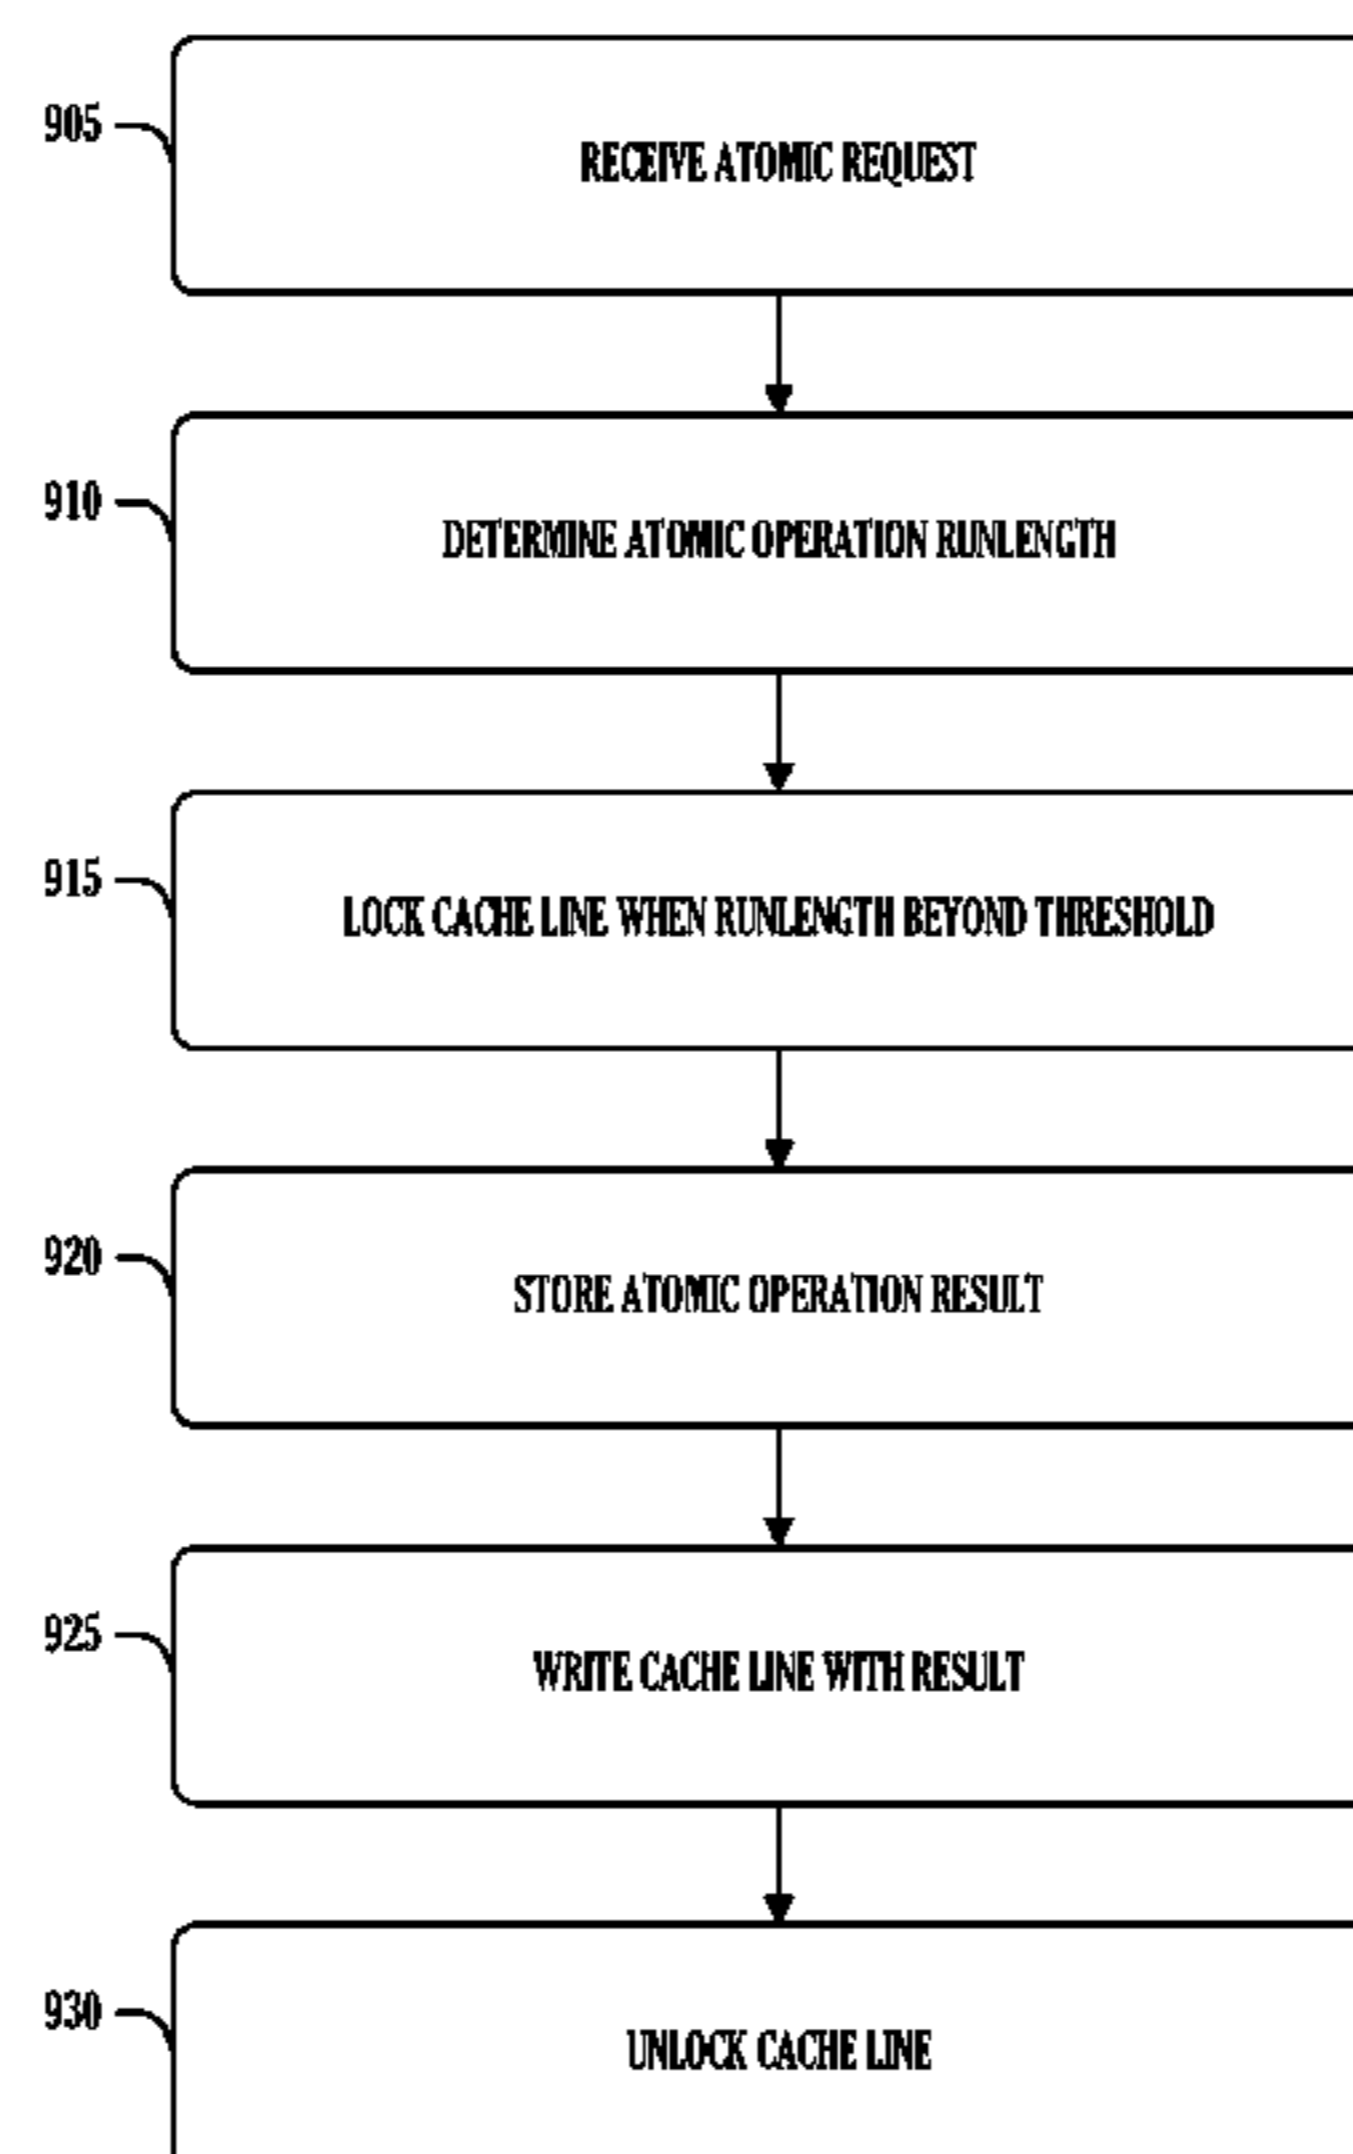 905
RECEIVE ATOMIC REQUEST
910
DETERMINE ATOMIC OPERATION RUNLENGTH
915
LOCK CACHE LINE WHEN RUNLENGTH BEYOND THRESHOLD
920
STORE ATOMIC OPERATION RESULT
925
WRITE CACHE LINE WITH RESULT
930
UNLOCK CACHE LINE